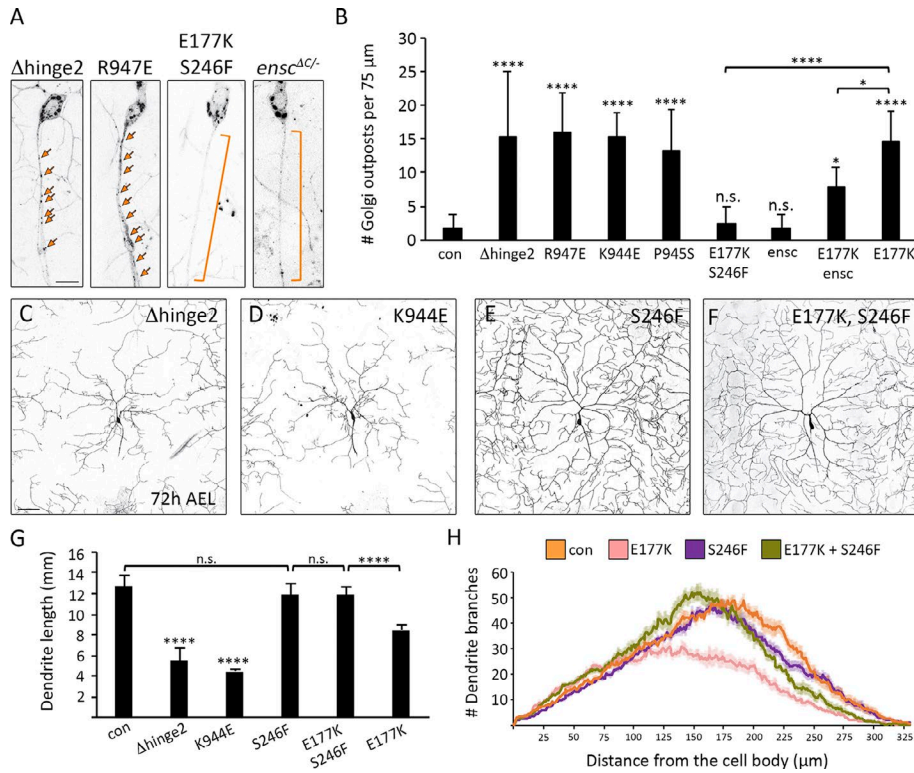 A
Δhinge2
R947E
E177K
S246F
ensc^ΔC/-
B
# Golgi outposts per 75 μm
30
25
20
15
10
5
0
****
****
****
****
n.s.
n.s.
*
****
****
*
con
Δhinge2
R947E
K944E
P945S
E177K
S246F
ensc
E177K
ensc
E177K
C
Δhinge2
72h AEL
D
K944E
E
S246F
F
E177K, S246F
G
Dendrite length (mm)
16
14
12
10
8
6
4
2
n.s.
n.s.
****
****
****
con
Δhinge2
K944E
S246F
E177K
S246F
E177K
H
con
E177K
S246F
E177K + S246F
# Dendrite branches
60
50
40
30
20
10
25
50
75
100
125
150
175
200
225
250
275
300
325
Distance from the cell body (μm)